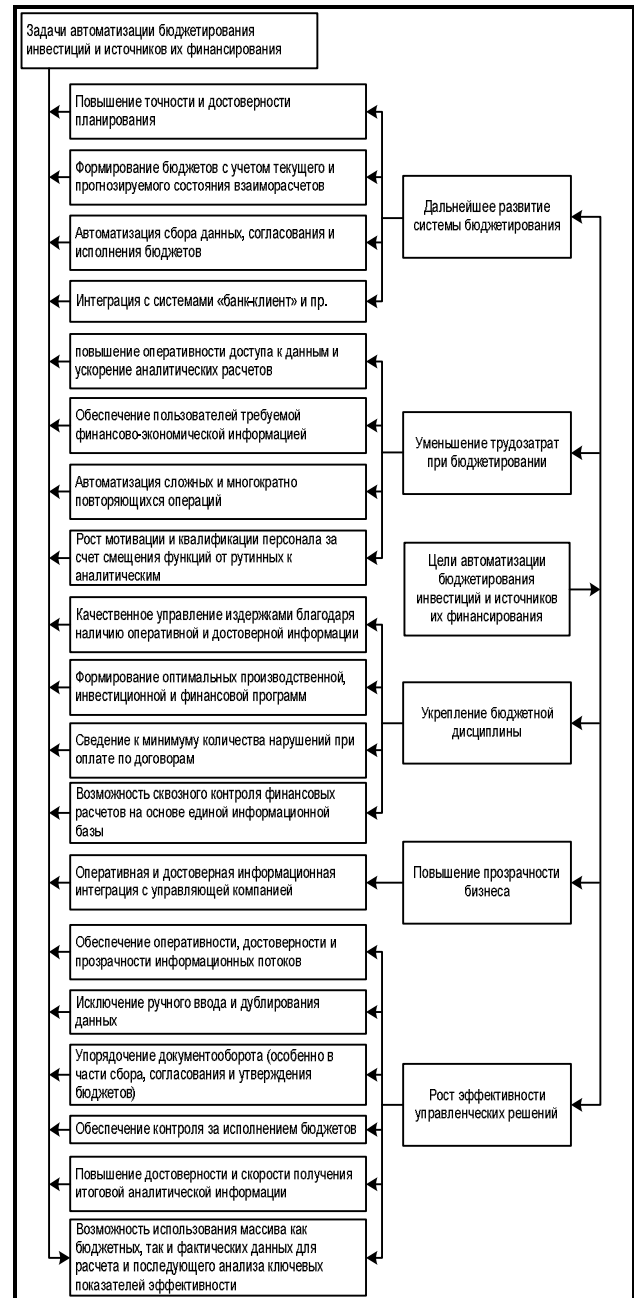 Задачи автоматизации бюджетирования
инвестиций и источников их финансирования
Повышение точности и достоверности
планирования
Формирование бюджетов с учетом текущего и
прогнозируемого состояния взаиморасчетов
Автоматизация сбора данных, согласования и
исполнения бюджетов
Интеграция с системами «банк-клиент» и пр.
Дальнейшее развитие
системы бюджетирования
повышение оперативности доступа к данным и
ускорение аналитических расчетов
Обеспечение пользователей требуемой
финансово-экономической информацией
Автоматизация сложных и многократно
повторяющихся операций
Рост мотивации и квалификации персонала за
счет смещения функций от рутинных к
аналитическим
Уменьшение трудозатрат
при бюджетировании
Цели автоматизации
бюджетирования
инвестиций и источников
их финансирования
Качественное управление издержками благодаря
наличию оперативной и достоверной информации
Формирование оптимальных производственной,
инвестиционной и финансовой программ
Сведение к минимуму количества нарушений при
оплате по договорам
Возможность сквозного контроля финансовых
расчетов на основе единой информационной
базы
Укрепление бюджетной
дисциплины
Оперативная и достоверная информационная
интеграция с управляющей компанией
Повышение прозрачности
бизнеса
Обеспечение оперативности, достоверности и
прозрачности информационных потоков
Исключение ручного ввода и дублирования
данных
Упорядочение документооборота (особенно в
части сбора, согласования и утверждения
бюджетов)
Обеспечение контроля за исполнением бюджетов
Повышение достоверности и скорости получения
итоговой аналитической информации
Возможность использования массива как
бюджетных, так и фактических данных для
расчета и последующего анализа ключевых
показателей эффективности
Рост эффективности
управленческих решений